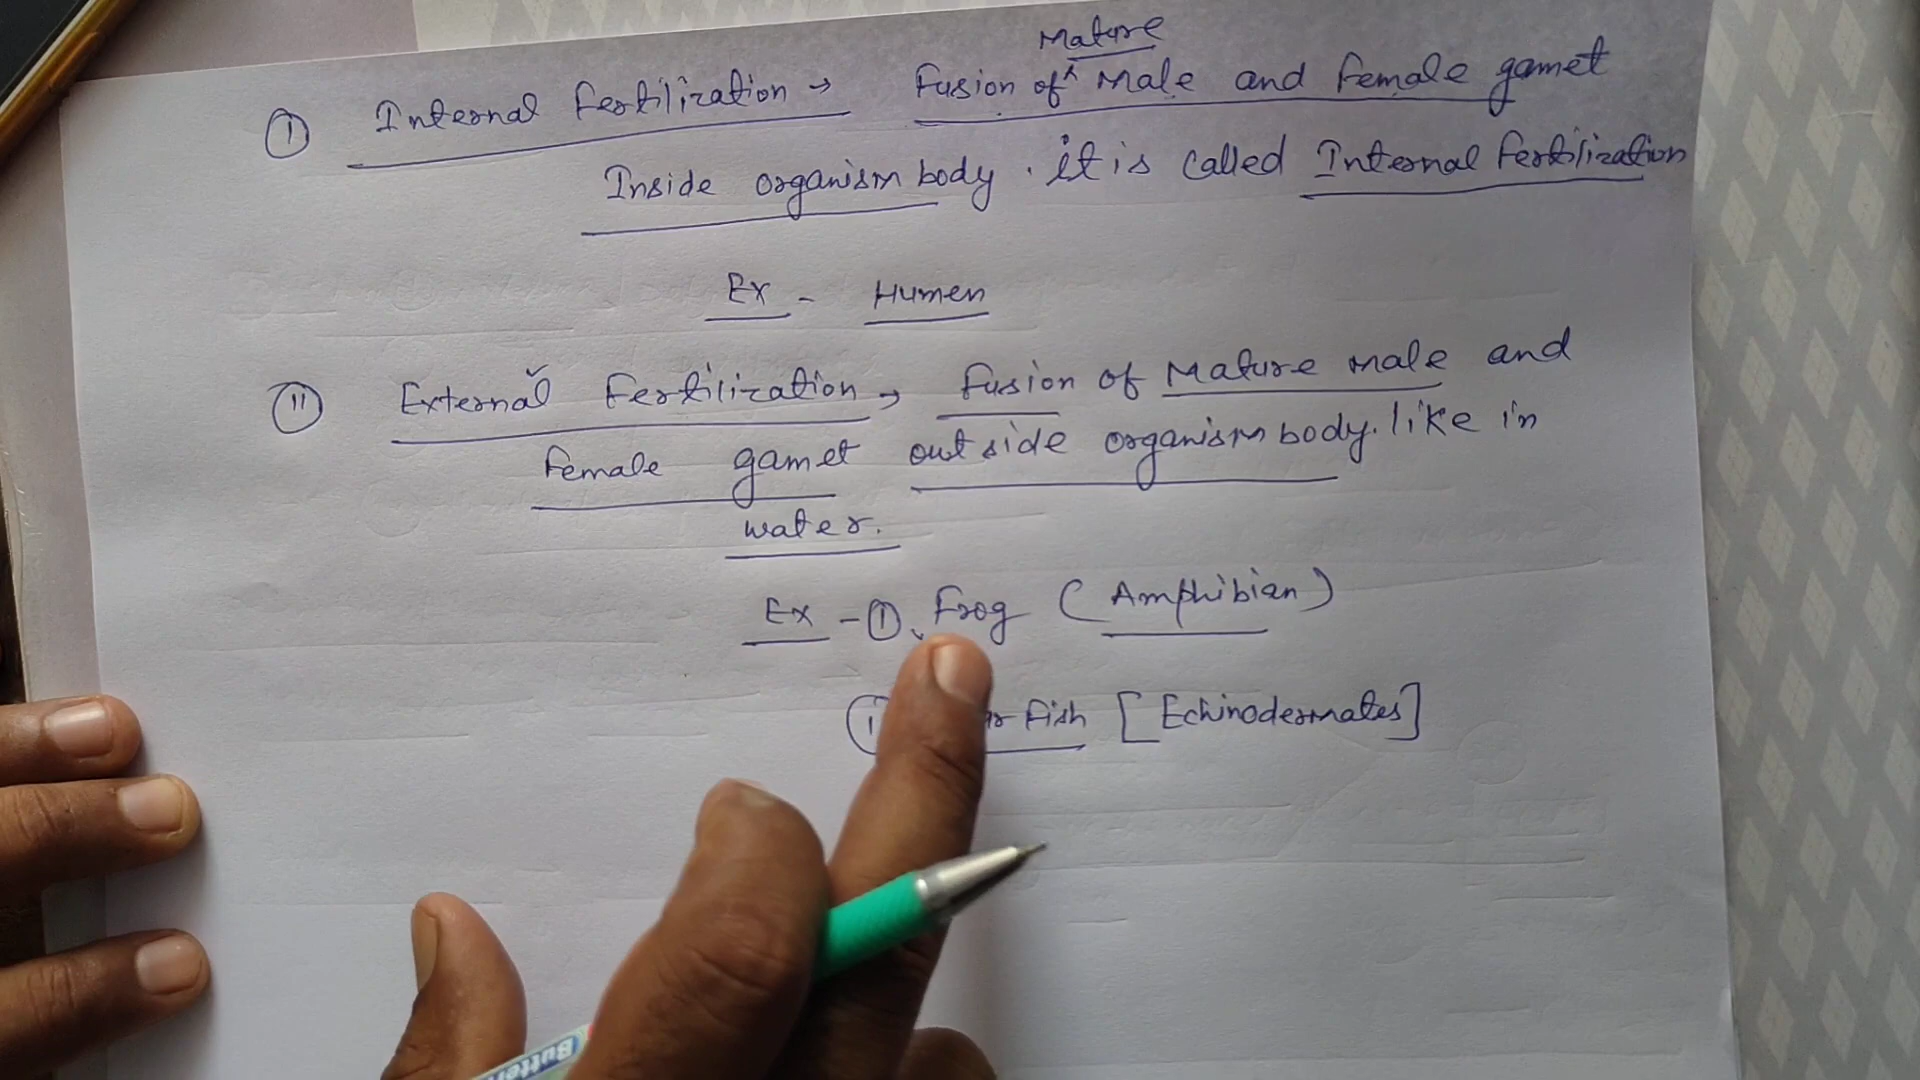 Mature
① Internal Fertilization → Fusion of ^ Male and Female gamet
Inside organism body. it is called Internal Fertilization
Ex - Humen
② External Fertilization → Fusion of Mature male and
Female gamet outside organism body. like in
water.
Ex - ① Frog (Amphibian)
Fish [Echinodermates]
Butter